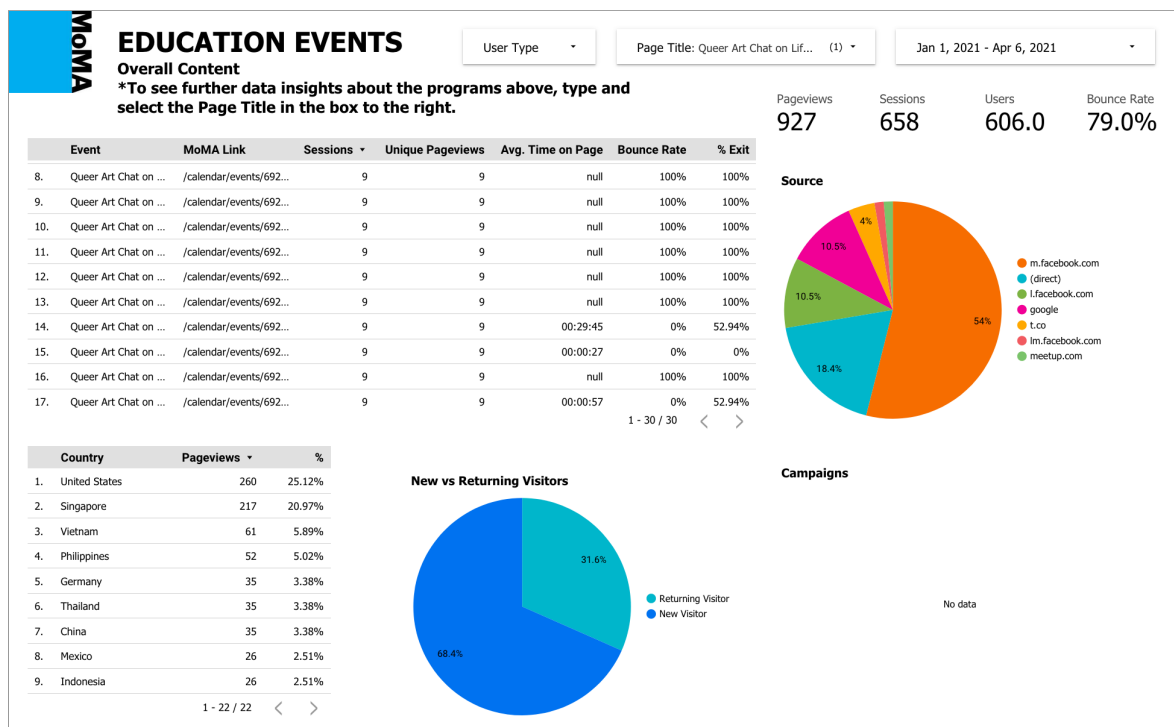 MoMA
EDUCATION EVENTS
Overall Content
*To see further data insights about the programs above, type and
select the Page Title in the box to the right.
User Type
Page Title: Queer Art Chat on Lif... (1)
Jan 1, 2021 - Apr 6, 2021
Pageviews Sessions Users Bounce Rate
927 658 606.0 79.0%
Event MoMA Link Sessions Unique Pageviews Avg. Time on Page Bounce Rate % Exit
8. Queer Art Chat on ... /calendar/events/692... 9 9 null 100% 100%
9. Queer Art Chat on ... /calendar/events/692... 9 9 null 100% 100%
10. Queer Art Chat on ... /calendar/events/692... 9 9 null 100% 100%
11. Queer Art Chat on ... /calendar/events/692... 9 9 null 100% 100%
12. Queer Art Chat on ... /calendar/events/692... 9 9 null 100% 100%
13. Queer Art Chat on ... /calendar/events/692... 9 9 null 100% 100%
14. Queer Art Chat on ... /calendar/events/692... 9 9 00:29:45 0% 52.94%
15. Queer Art Chat on ... /calendar/events/692... 9 9 00:00:27 0% 0%
16. Queer Art Chat on ... /calendar/events/692... 9 9 null 100% 100%
17. Queer Art Chat on ... /calendar/events/692... 9 9 00:00:57 0% 52.94%
1 - 30 / 30
Source
54%
18.4%
10.5%
10.5%
4%
m.facebook.com
(direct)
l.facebook.com
google
t.co
lm.facebook.com
meetup.com
Country Pageviews %
1. United States 260 25.12%
2. Singapore 217 20.97%
3. Vietnam 61 5.89%
4. Philippines 52 5.02%
5. Germany 35 3.38%
6. Thailand 35 3.38%
7. China 35 3.38%
8. Mexico 26 2.51%
9. Indonesia 26 2.51%
1 - 22 / 22
New vs Returning Visitors
31.6%
68.4%
Returning Visitor
New Visitor
Campaigns
No data